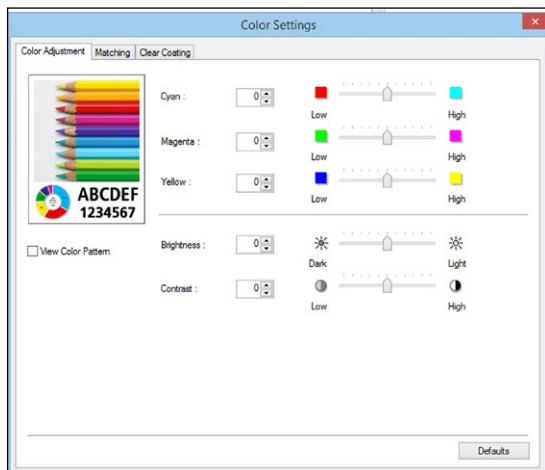 Color Settings
Color Adjustment Matching Clear Coating
ABCDEF
1234567
View Color Pattern
Cyan : 0
Low High
Magenta : 0
Low High
Yellow : 0
Low High
Brightness : 0
Dark Light
Contrast : 0
Low High
Defaults